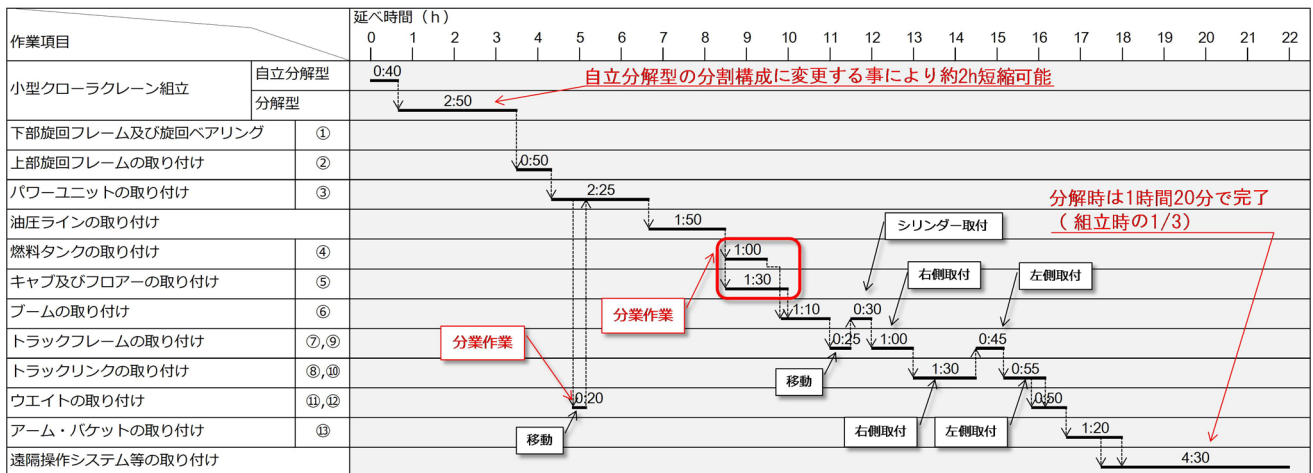 延べ時間（h）
作業項目
0 1 2 3 4 5 6 7 8 9 10 11 12 13 14 15 16 17 18 19 20 21 22
小型クローラクレーン組立
自立分解型
0:40
自立分解型の分割構成に変更する事により約2h短縮可能
分解型
2:50
下部旋回フレーム及び旋回ベアリング ①
上部旋回フレームの取り付け ②
0:50
パワーユニットの取り付け ③
2:25
分解時は1時間20分で完了
（組立時の1/3）
油圧ラインの取り付け
1:50
シリンダー取付
燃料タンクの取り付け ④
1:00
右側取付
左側取付
キャブ及びフロアーの取り付け ⑤
1:30
分業作業
ブームの取り付け ⑥
1:10
0:30
トラックフレームの取り付け ⑦,⑨
分業作業
0:25
1:00
0:45
トラックリンクの取り付け ⑧,⑩
移動
1:30
0:55
ウエイトの取り付け ⑪,⑫
0:20
0:50
アーム・バケットの取り付け ⑬
移動
右側取付
左側取付
1:20
遠隔操作システム等の取り付け
4:30